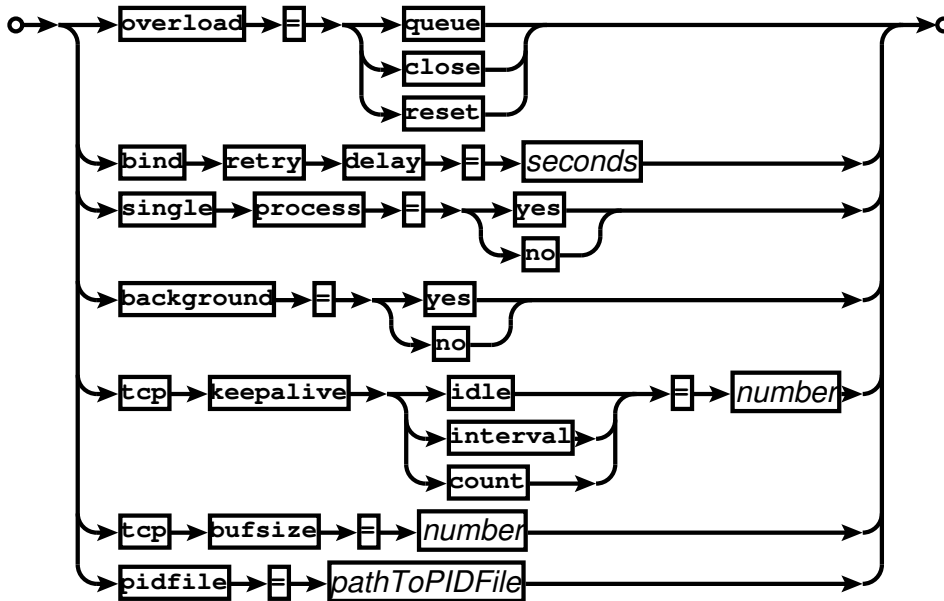 overload = queue
close
reset
bind retry delay = seconds
single process = yes
no
background = yes
no
tcp keepalive idle = number
interval
count
tcp bufsize = number
pidfile = pathToPIDFile